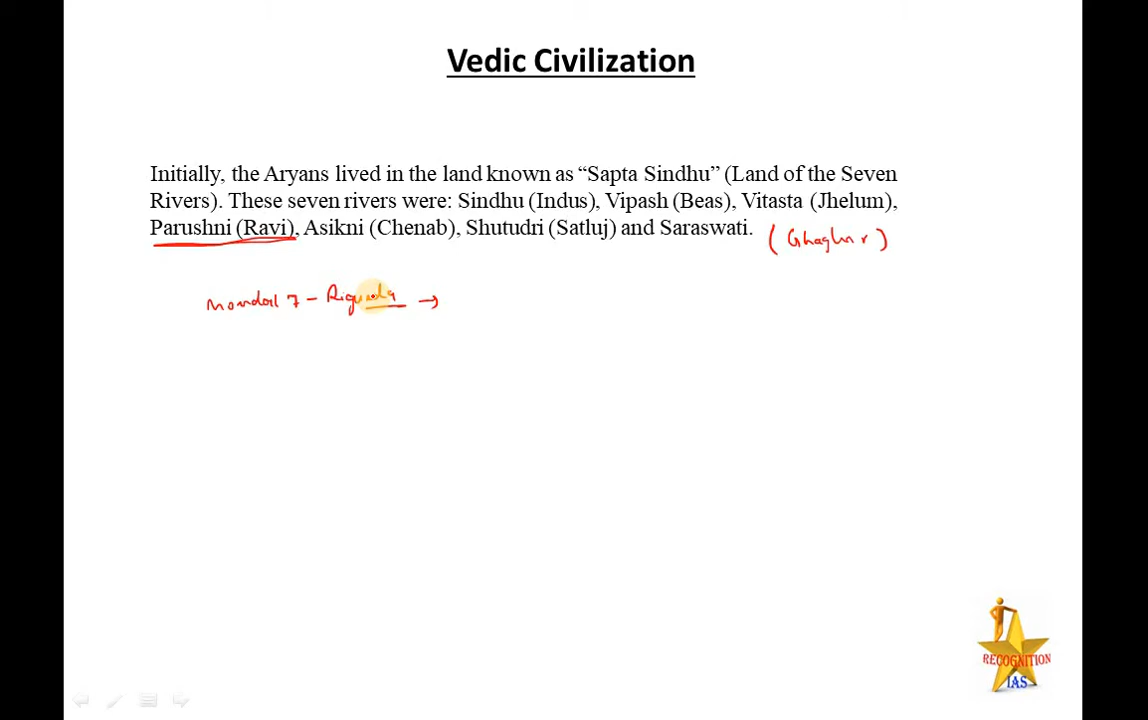 Vedic Civilization
Initially, the Aryans lived in the land known as “Sapta Sindhu” (Land of the Seven
Rivers). These seven rivers were: Sindhu (Indus), Vipash (Beas), Vitasta (Jhelum),
Parushni (Ravi), Asikni (Chenab), Shutudri (Satluj) and Saraswati.
(Ghaghar)
Mandal 7 - Rigveda →
RECOGNITION
IAS